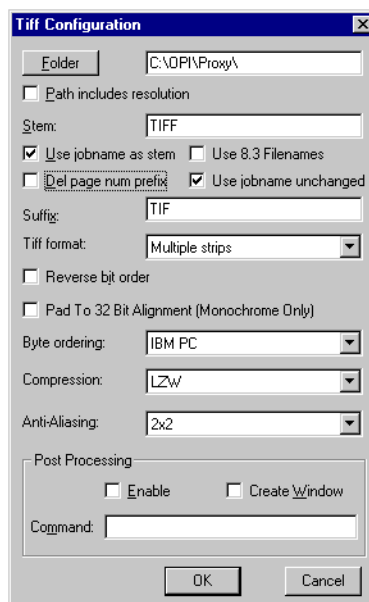 Tiff Configuration
Folder C:\OPI\Proxy\
Path includes resolution
Stem: TIFF
Use jobname as stem Use 8.3 Filenames
Del page num prefix Use jobname unchanged
Suffix: TIF
Tiff format: Multiple strips
Reverse bit order
Pad To 32 Bit Alignment (Monochrome Only)
Byte ordering: IBM PC
Compression: LZW
Anti-Aliasing: 2x2
Post Processing
Enable Create Window
Command:
OK Cancel